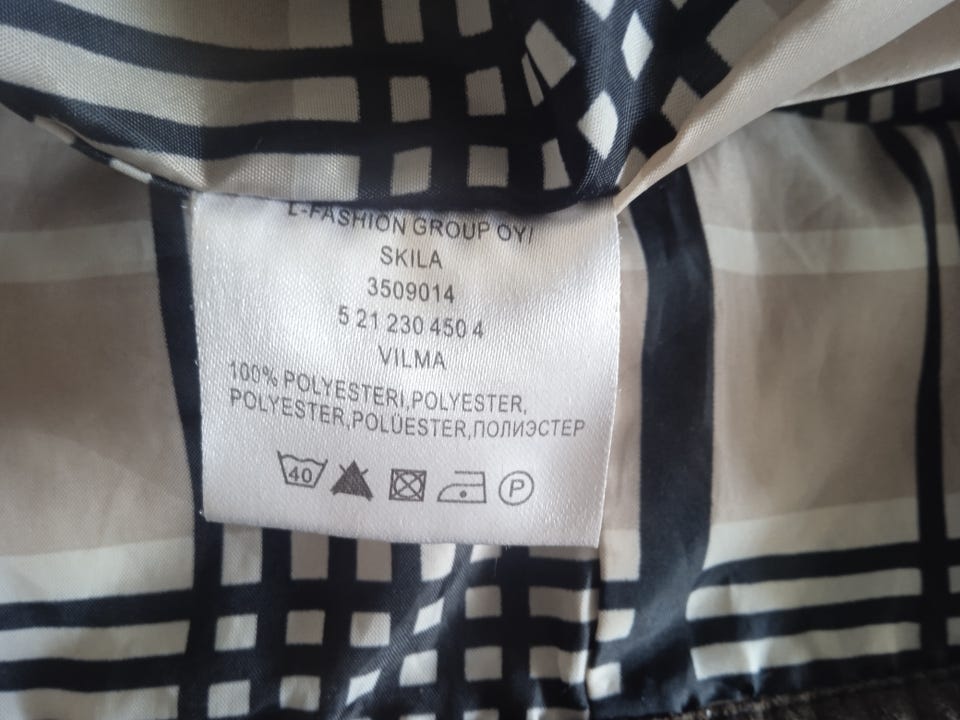 L-FASHION GROUP OY/
SKILA
3509014
5 21 230 450 4
VILMA
100% POLYESTERI,POLYESTER,
POLYESTER,POLÜESTER,ПОЛИЭСТЕР
40 P